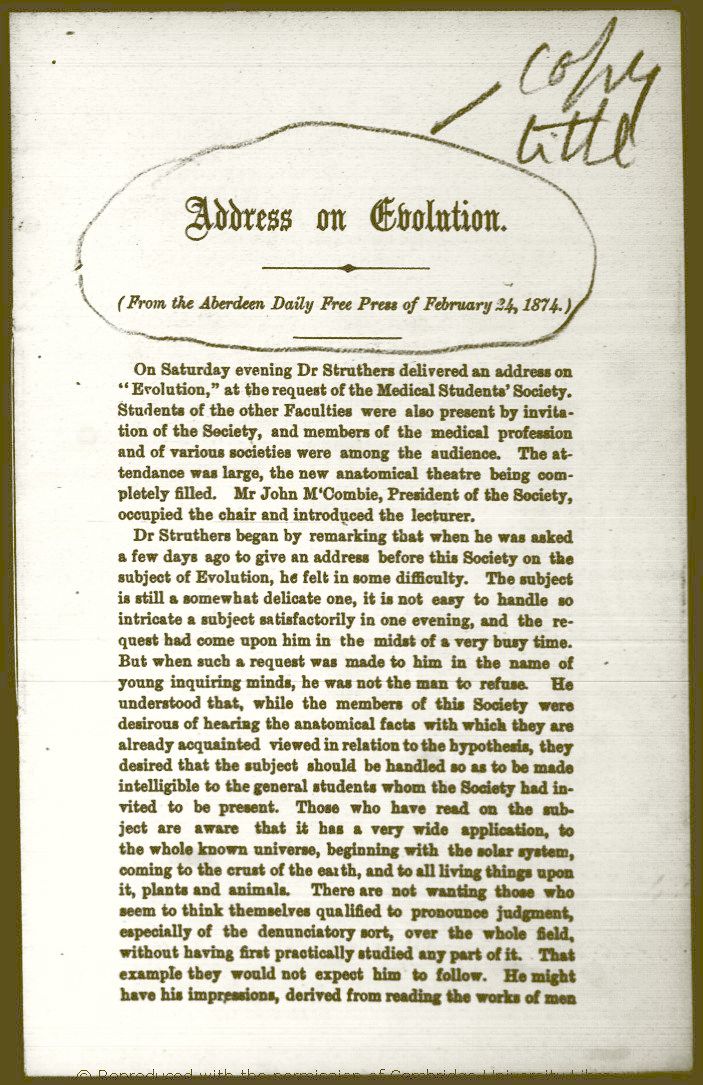 copy
title
Address on Evolution.
(From the Aberdeen Daily Free Press of February 24, 1874.)
On Saturday evening Dr Struthers delivered an address on
"Evolution," at the request of the Medical Students' Society.
Students of the other Faculties were also present by invita-
tion of the Society, and members of the medical profession
and of various societies were among the audience. The at-
tendance was large, the new anatomical theatre being com-
pletely filled. Mr John M'Combie, President of the Society,
occupied the chair and introduced the lecturer.
Dr Struthers began by remarking that when he was asked
a few days ago to give an address before this Society on the
subject of Evolution, he felt in some difficulty. The subject
is still a somewhat delicate one, it is not easy to handle so
intricate a subject satisfactorily in one evening, and the re-
quest had come upon him in the midst of a very busy time.
But when such a request was made to him in the name of
young inquiring minds, he was not the man to refuse. He
understood that, while the members of this Society were
desirous of hearing the anatomical facts with which they are
already acquainted viewed in relation to the hypothesis, they
desired that the subject should be handled so as to be made
intelligible to the general students whom the Society had in-
vited to be present. Those who have read on the sub-
ject are aware that it has a very wide application, to
the whole known universe, beginning with the solar system,
coming to the crust of the earth, and to all living things upon
it, plants and animals. There are not wanting those who
seem to think themselves qualified to pronounce judgment,
especially of the denunciatory sort, over the whole field,
without having first practically studied any part of it. That
example they would not expect him to follow. He might
have his impressions, derived from reading the works of men
© Reproduced with the permission of Cambridge University